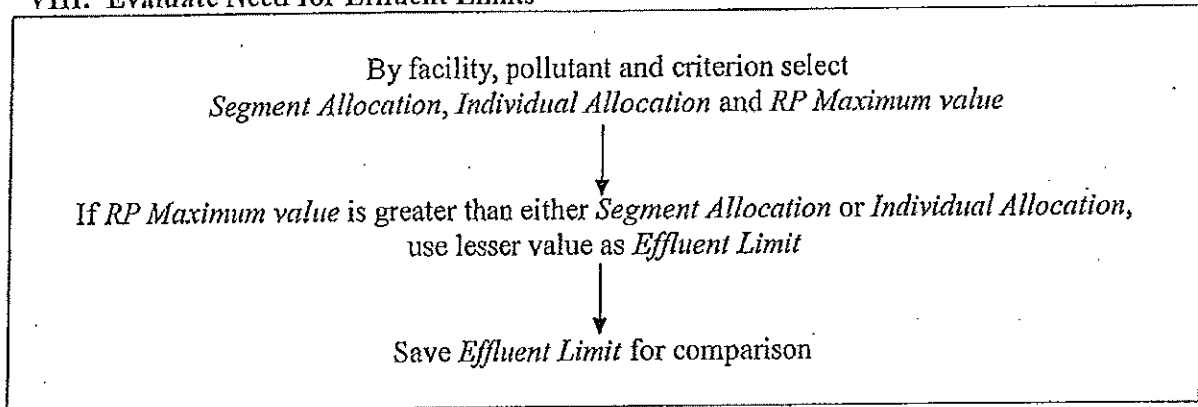 VIII. Evaluate Need for Effluent Limits
By facility, pollutant and criterion select
Segment Allocation, Individual Allocation and RP Maximum value
If RP Maximum value is greater than either Segment Allocation or Individual Allocation,
use lesser value as Effluent Limit
Save Effluent Limit for comparison